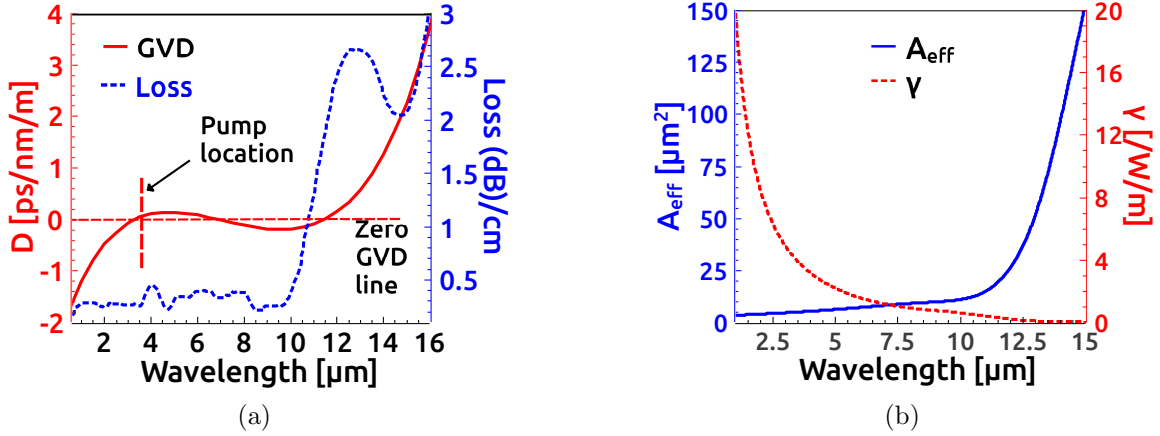 4
3
2
1
0
-1
-2
D [ps/nm/m]
GVD
Loss
Pump
location
Zero
GVD
line
3
2.5
2
1.5
1
0.5
Loss (dB)/cm
2 4 6 8 10 12 14 16
Wavelength [μm]
(a)
150
125
100
75
50
25
0
A_eff [μm²]
A_eff
γ
20
16
12
8
4
2
0
γ [/W/m]
2.5 5 7.5 10 12.5 15
Wavelength [μm]
(b)